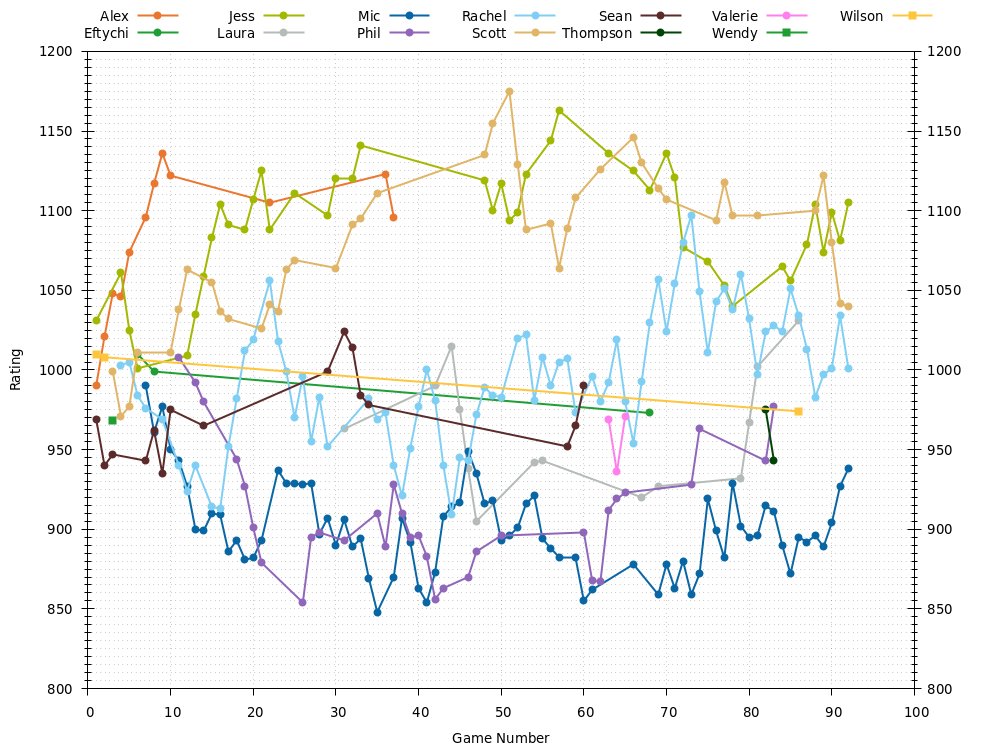 Alex Jess Mic Rachel Sean Valerie Wilson
Eftychi Laura Phil Scott Thompson Wendy
1200 1200
1150 1150
1100 1100
1050 1050
1000 1000
950 950
900 900
850 850
800 800
Rating
0 10 20 30 40 50 60 70 80 90 100
Game Number